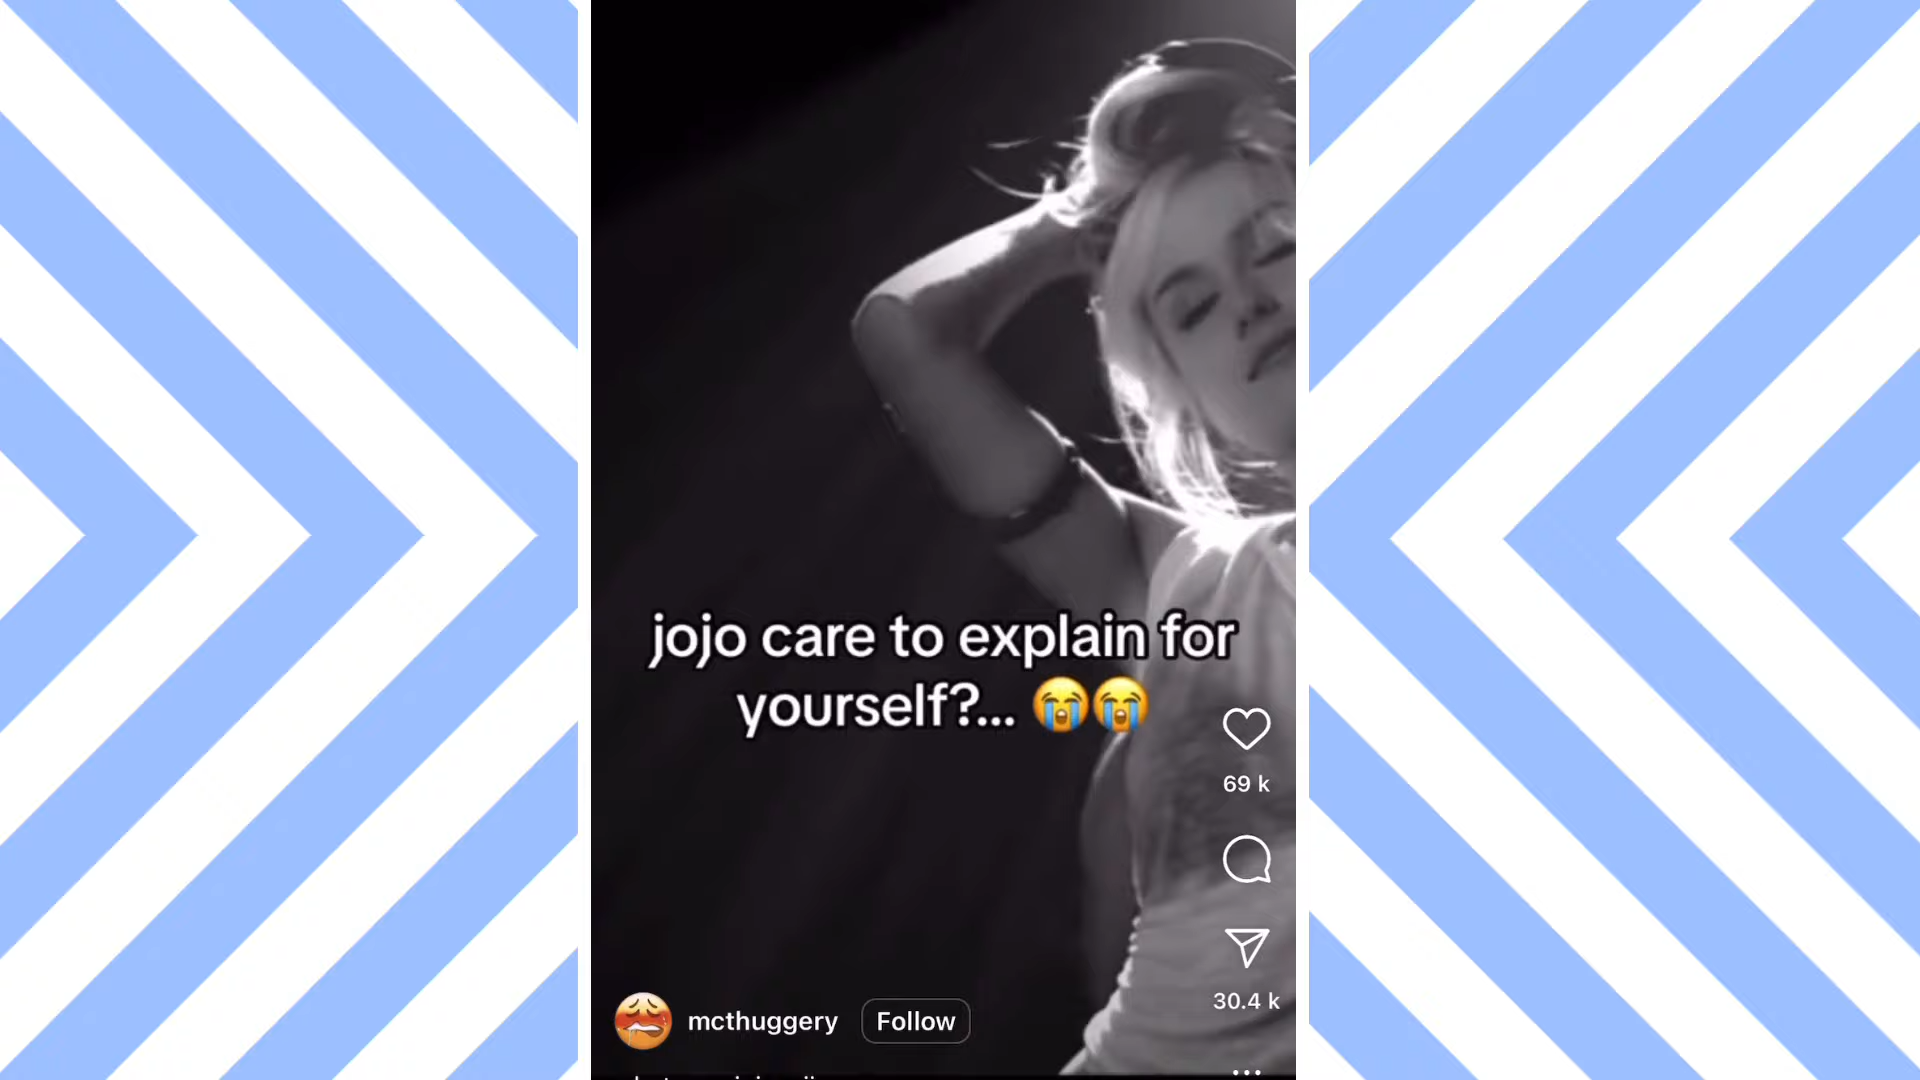 jojo care to explain for
yourself?... 😭😭
69 k
30.4 k
mcthuggery Follow